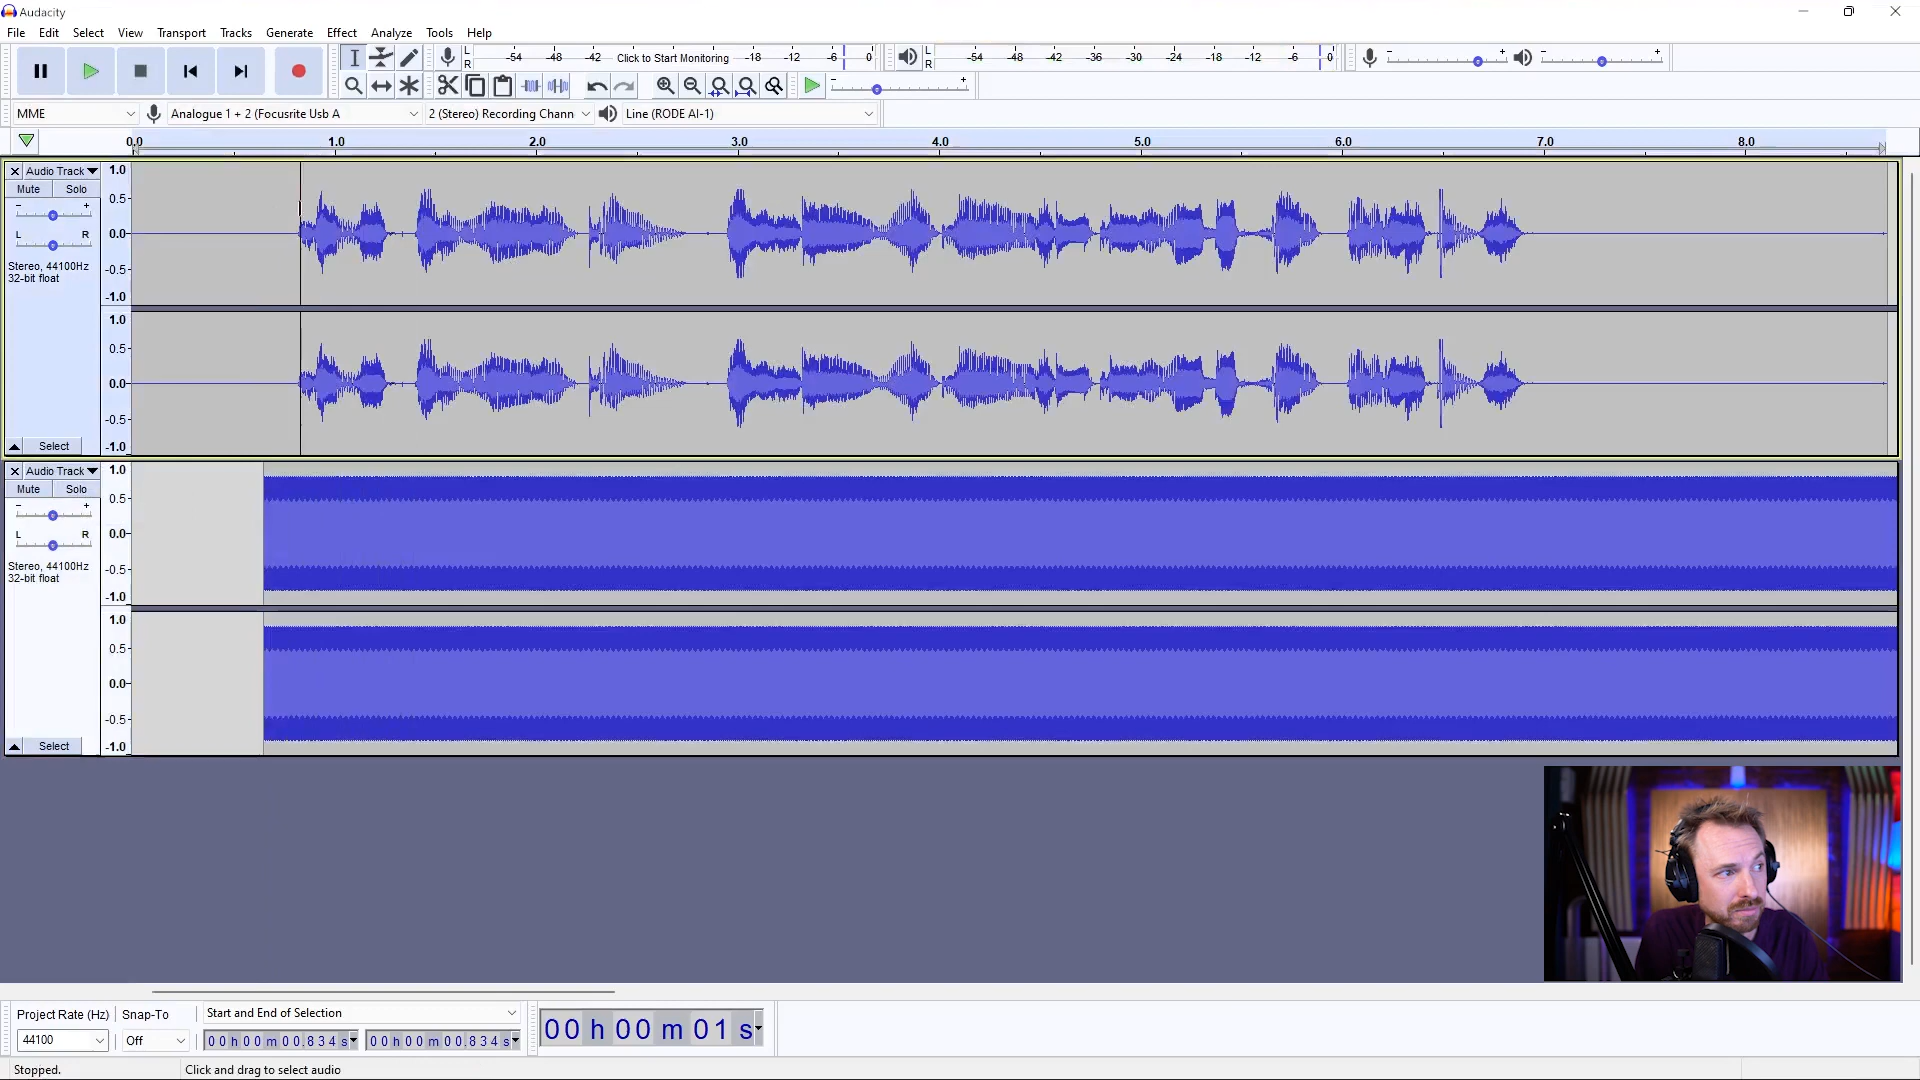 Audacity
File Edit Select View Transport Tracks Generate Effect Analyze Tools Help
L
R
-54 -48 -42 Click to Start Monitoring -18 -12 -6 0
L
R
-54 -48 -42 -36 -30 -24 -18 -12 -6 0
- +
- +
- +
MME
Analogue 1 + 2 (Focusrite Usb A
2 (Stereo) Recording Chann
Line (RODE AI-1)
0.0 1.0 2.0 3.0 4.0 5.0 6.0 7.0 8.0
Audio Track
Mute Solo
- +
L R
Stereo, 44100Hz
32-bit float
Select
1.0
0.5
0.0
-0.5
-1.0
1.0
0.5
0.0
-0.5
-1.0
Audio Track
Mute Solo
- +
L R
Stereo, 44100Hz
32-bit float
Select
1.0
0.5
0.0
-0.5
-1.0
1.0
0.5
0.0
-0.5
-1.0
Project Rate (Hz) Snap-To Start and End of Selection
44100 Off 00h00m00.834s 00h00m00.834s
00 h 00 m 01 s
Stopped. Click and drag to select audio